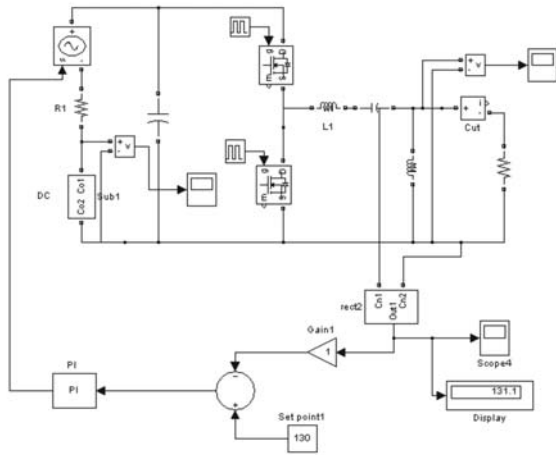 +
s
-
R1
+
-
v
DC
Co1
Co2
Sub1
g
D
m
S
g
D
m
S
L1
+
-
v
+
-
i
Cut
Cn1
Cn2
Out1
rect2
Gain1
1
Scope4
131.1
Display
PI
PI
-
+
Set point1
130